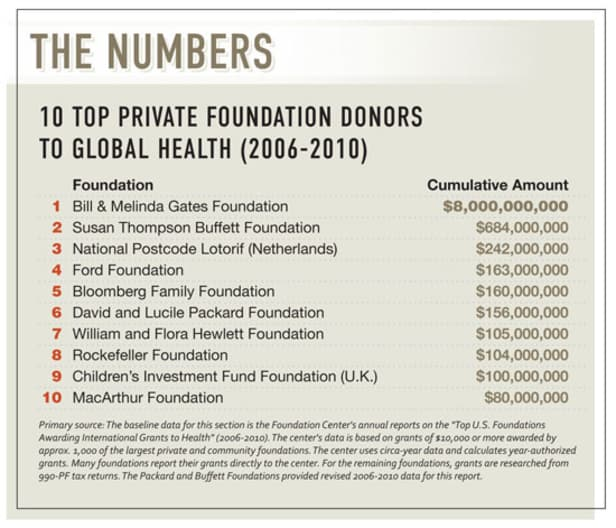 THE NUMBERS
10 TOP PRIVATE FOUNDATION DONORS
TO GLOBAL HEALTH (2006-2010)
Foundation Cumulative Amount
1 Bill & Melinda Gates Foundation $8,000,000,000
2 Susan Thompson Buffett Foundation $684,000,000
3 National Postcode Lotorif (Netherlands) $242,000,000
4 Ford Foundation $163,000,000
5 Bloomberg Family Foundation $160,000,000
6 David and Lucile Packard Foundation $156,000,000
7 William and Flora Hewlett Foundation $105,000,000
8 Rockefeller Foundation $104,000,000
9 Children's Investment Fund Foundation (U.K.) $100,000,000
10 MacArthur Foundation $80,000,000
Primary source: The baseline data for this section is the Foundation Center's annual reports on the "Top U.S. Foundations
Awarding International Grants to Health" (2006-2010). The center's data is based on grants of $10,000 or more awarded by
approx. 1,000 of the largest private and community foundations. The center uses circa-year data and calculates year-authorized
grants. Many foundations report their grants directly to the center. For the remaining foundations, grants are researched from
990-PF tax returns. The Packard and Buffett Foundations provided revised 2006-2010 data for this report.